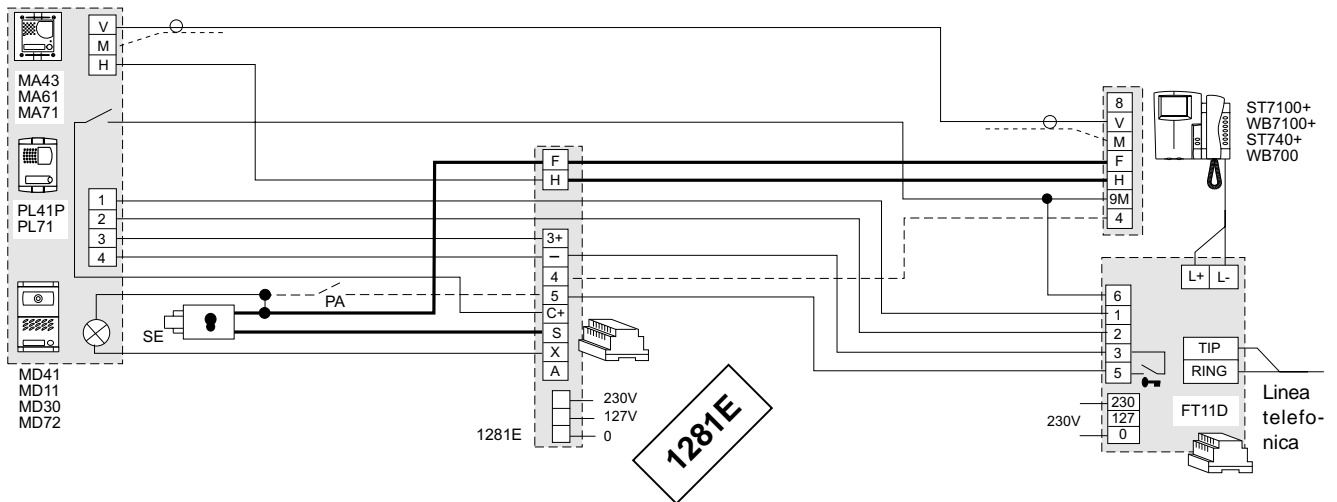 V
M
H
MA43
MA61
MA71
PL41P
PL71
1
2
3
4
MD41
MD11
MD30
MD72
SE
PA
F
H
3+
–
4
5
C+
S
X
A
230V
127V
0
1281E
1281E
8
V
M
F
H
9M
4
ST7100+
WB7100+
ST740+
WB700
L+ L-
6
1
2
3
5
TIP
RING
230
127
0
230V
FT11D
Linea
telefo-
nica